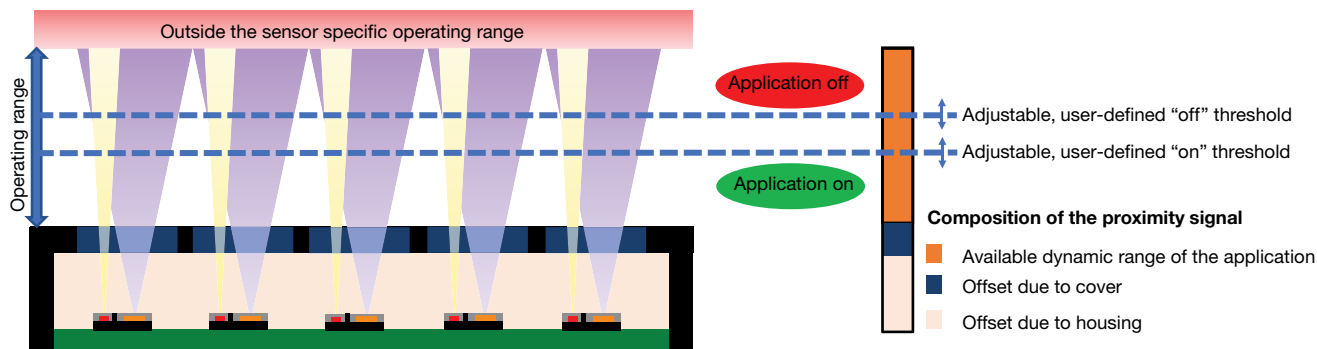 Outside the sensor specific operating range
Operating range
Application off
Adjustable, user-defined “off” threshold
Adjustable, user-defined “on” threshold
Application on
Composition of the proximity signal
Available dynamic range of the application
Offset due to cover
Offset due to housing